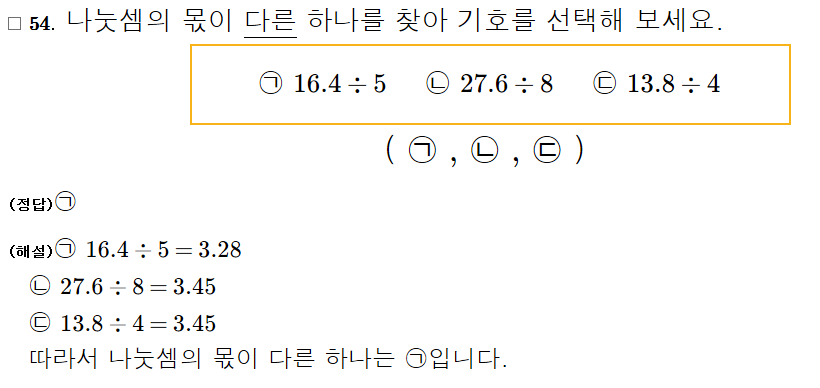 □ 54. 나눗셈의 몫이 다른 하나를 찾아 기호를 선택해 보세요.
㉠ 16.4 ÷ 5 ㉡ 27.6 ÷ 8 ㉢ 13.8 ÷ 4
( ㉠ , ㉡ , ㉢ )
(정답)㉠
(해설)㉠ 16.4 ÷ 5 = 3.28
㉡ 27.6 ÷ 8 = 3.45
㉢ 13.8 ÷ 4 = 3.45
따라서 나눗셈의 몫이 다른 하나는 ㉠입니다.